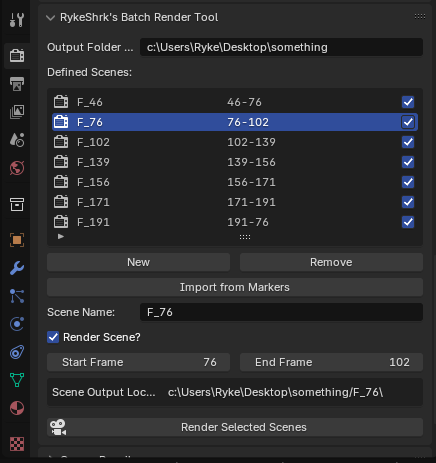 RykeShrk's Batch Render Tool
Output Folder ... c:\Users\Ryke\Desktop\something
Defined Scenes:
F_46 46-76
F_76 76-102
F_102 102-139
F_139 139-156
F_156 156-171
F_171 171-191
F_191 191-76
New Remove
Import from Markers
Scene Name: F_76
Render Scene?
Start Frame 76 End Frame 102
Scene Output Loc... c:\Users\Ryke\Desktop\something/F_76\
Render Selected Scenes